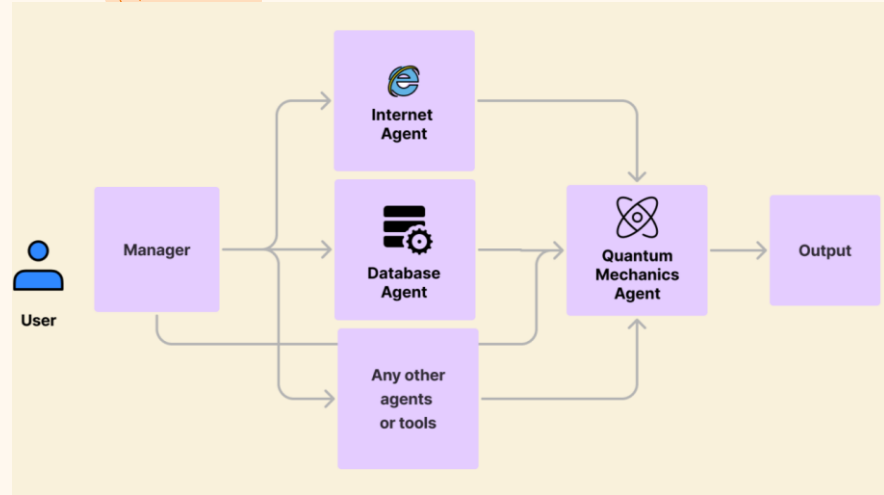 User
Manager
Internet
Agent
Database
Agent
Any other
agents
or tools
Quantum
Mechanics
Agent
Output